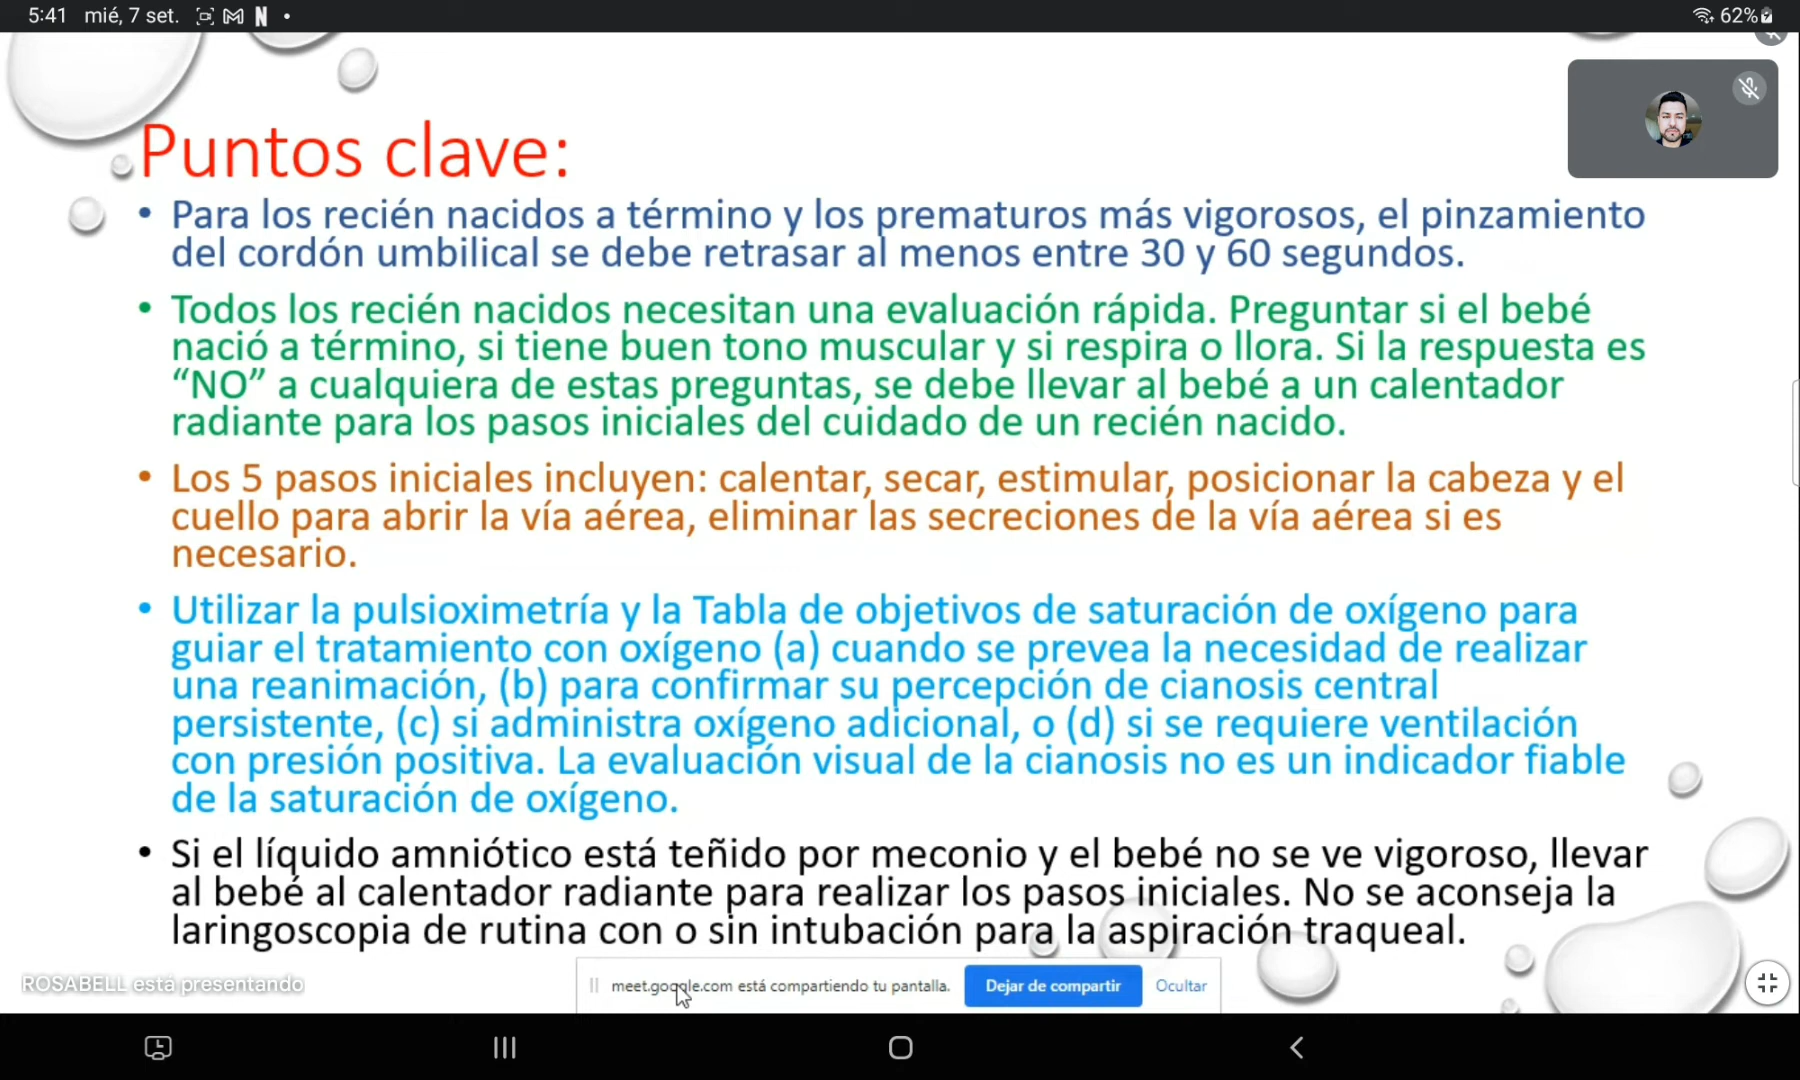 5:41 mié, 7 set.
62%
Puntos clave:
• Para los recién nacidos a término y los prematuros más vigorosos, el pinzamiento
del cordón umbilical se debe retrasar al menos entre 30 y 60 segundos.
• Todos los recién nacidos necesitan una evaluación rápida. Preguntar si el bebé
nació a término, si tiene buen tono muscular y si respira o llora. Si la respuesta es
“NO” a cualquiera de estas preguntas, se debe llevar al bebé a un calentador
radiante para los pasos iniciales del cuidado de un recién nacido.
• Los 5 pasos iniciales incluyen: calentar, secar, estimular, posicionar la cabeza y el
cuello para abrir la vía aérea, eliminar las secreciones de la vía aérea si es
necesario.
• Utilizar la pulsioximetría y la Tabla de objetivos de saturación de oxígeno para
guiar el tratamiento con oxígeno (a) cuando se prevea la necesidad de realizar
una reanimación, (b) para confirmar su percepción de cianosis central
persistente, (c) si administra oxígeno adicional, o (d) si se requiere ventilación
con presión positiva. La evaluación visual de la cianosis no es un indicador fiable
de la saturación de oxígeno.
• Si el líquido amniótico está teñido por meconio y el bebé no se ve vigoroso, llevar
al bebé al calentador radiante para realizar los pasos iniciales. No se aconseja la
laringoscopia de rutina con o sin intubación para la aspiración traqueal.
ROSABELL está presentando
meet.google.com está compartiendo tu pantalla. Dejar de compartir Ocultar